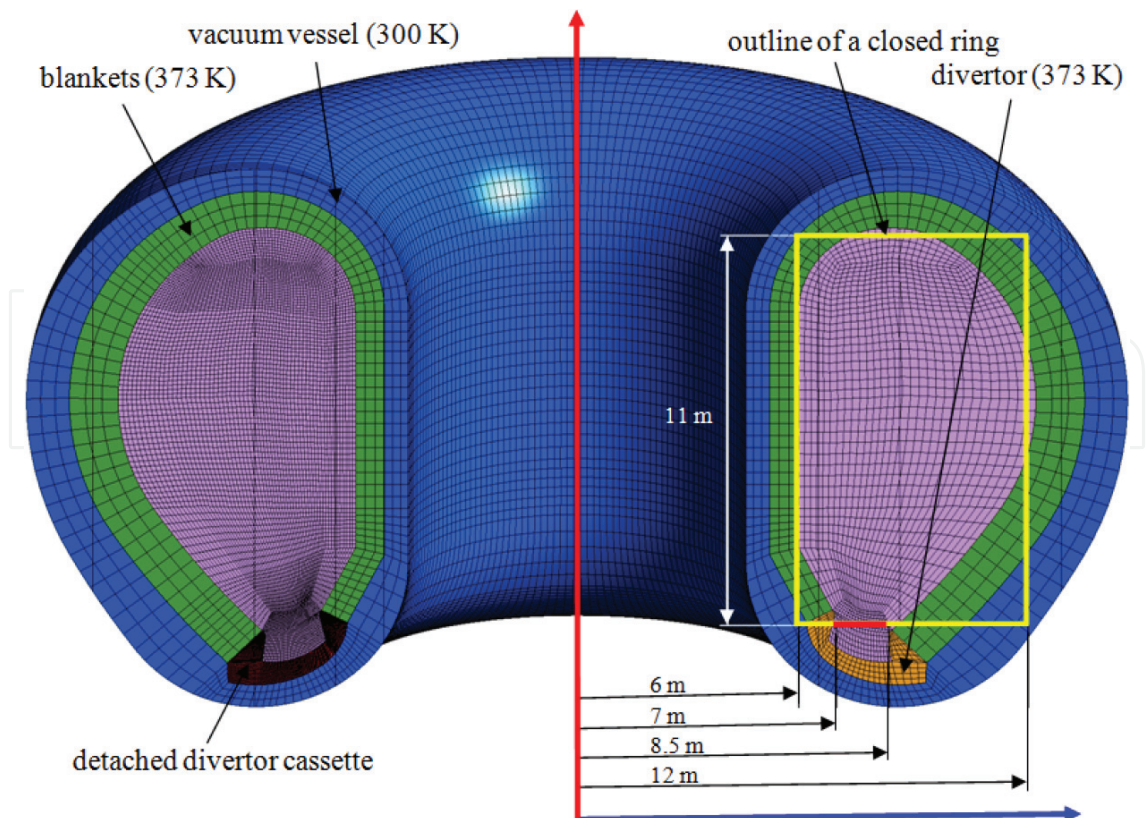 vacuum vessel (300 K)
blankets (373 K)
outline of a closed ring
divertor (373 K)
11 m
6 m
7 m
8.5 m
12 m
detached divertor cassette